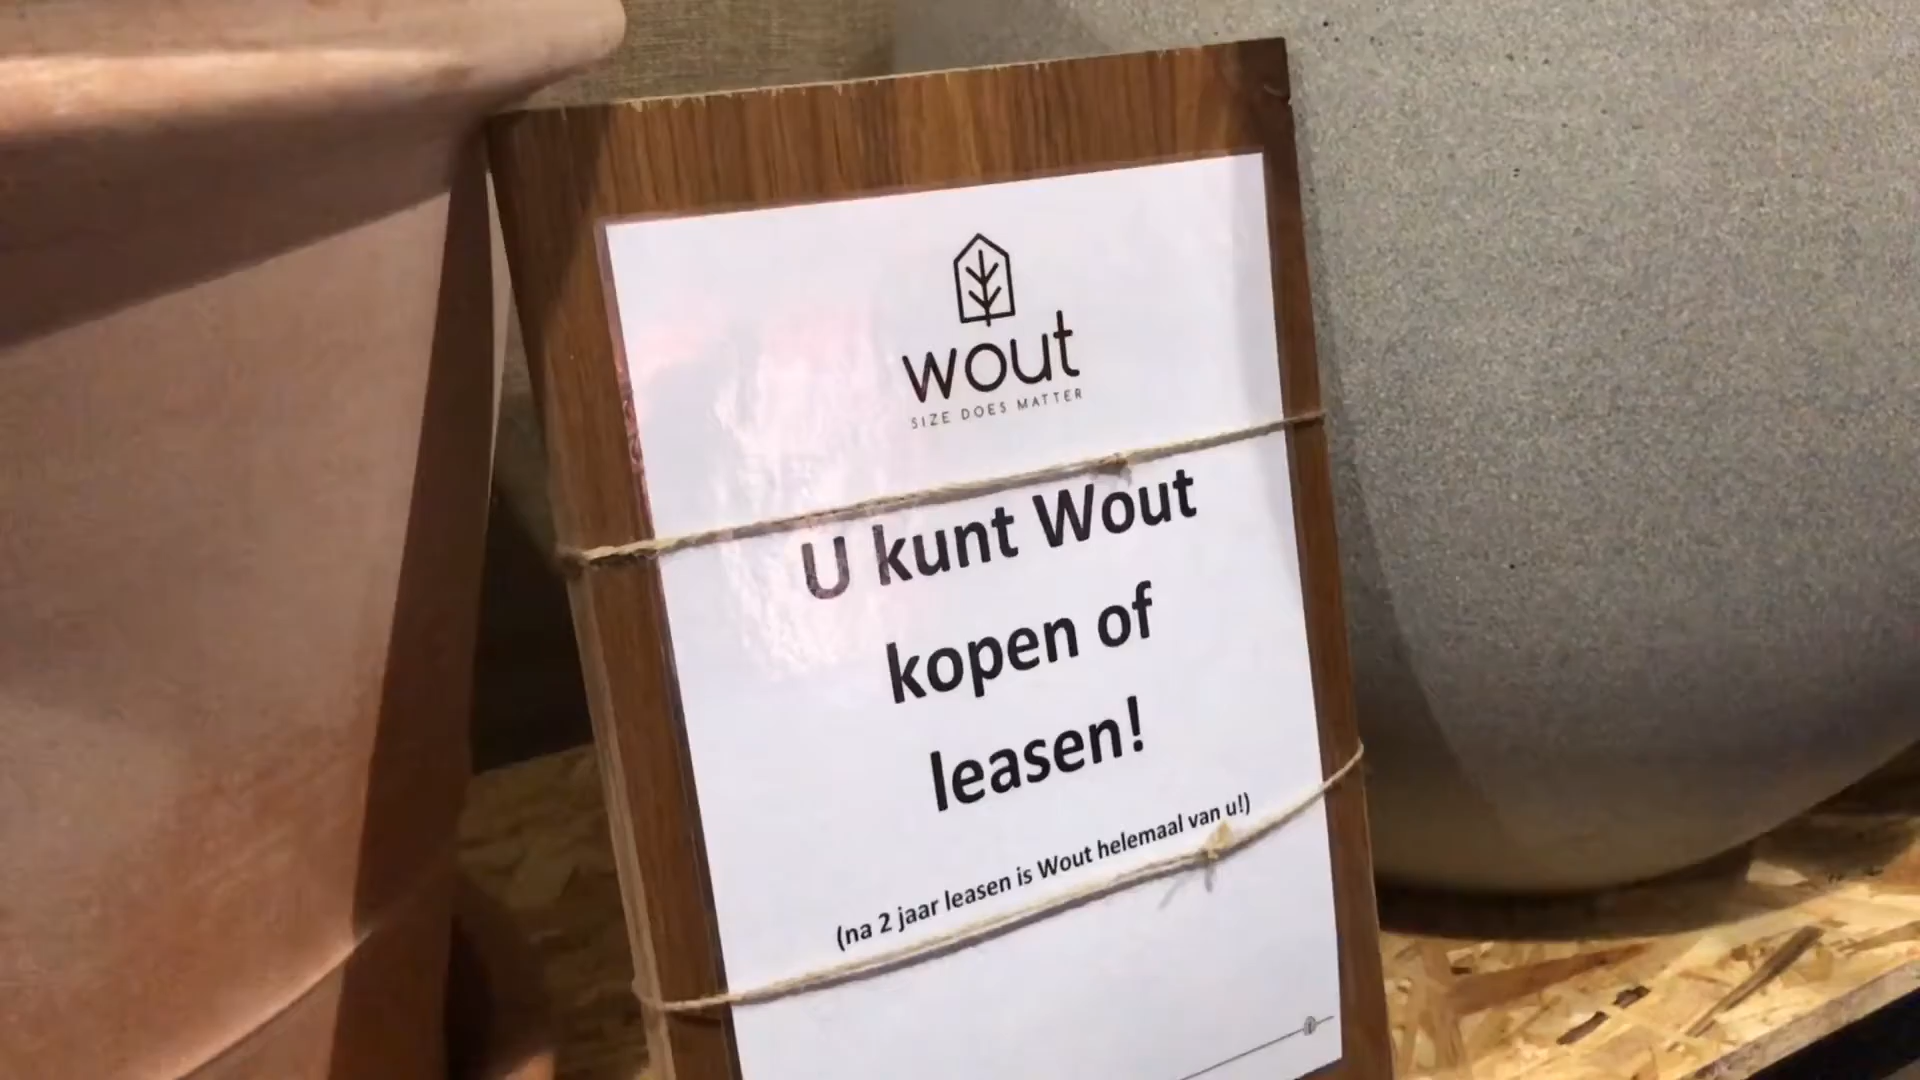 wout
SIZE DOES MATTER
U kunt Wout
kopen of
leasen!
(na 2 jaar leasen is Wout helemaal van u!)